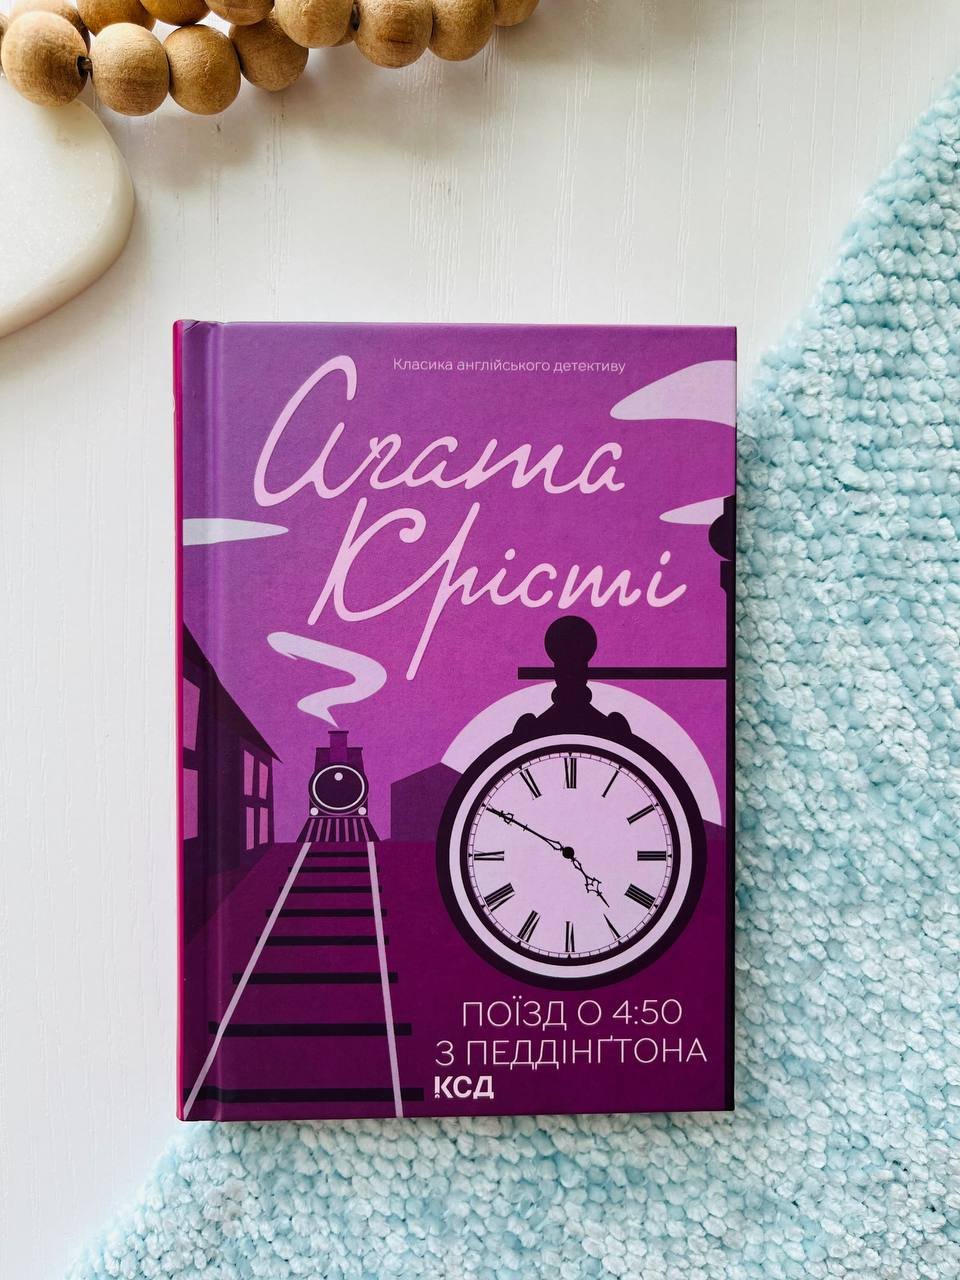 Класика англійського детективу
Агата
Крісті
ПОЇЗД О 4:50
З ПЕДДІНҐТОНА
КСД